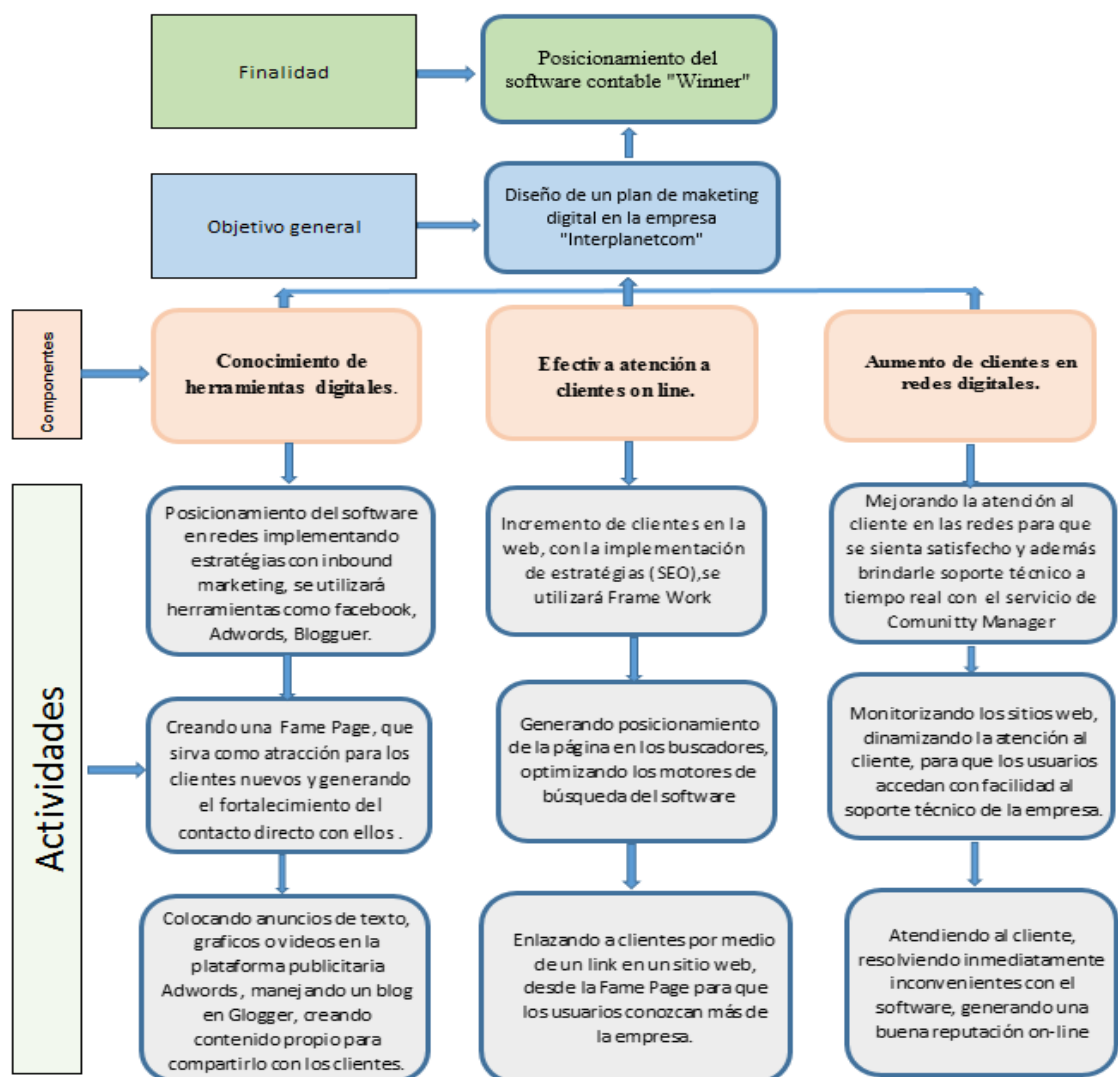 Finalidad
Posicionamiento del
software contable "Winner"
Objetivo general
Diseño de un plan de maketing
digital en la empresa
"Interplanetcom"
Componentes
Conocimiento de
herramientas digitales.
Efectiva atención a
clientes on line.
Aumento de clientes en
redes digitales.
Actividades
Posicionamiento del software
en redes implementando
estratégias con inbound
marketing, se utilizará
herramientas como facebook,
Adwords, Blogguer.
Incremento de clientes en la
web, con la implementación
de estratégias (SEO),se
utilizará Frame Work
Mejorando la atención al
cliente en las redes para que
se sienta satisfecho y además
brindarle soporte técnico a
tiempo real con el servicio de
Comunitty Manager
Creando una Fame Page, que
sirva como atracción para los
clientes nuevos y generando
el fortalecimiento del
contacto directo con ellos .
Generando posicionamiento
de la página en los buscadores,
optimizando los motores de
búsqueda del software
Monitorizando los sitios web,
dinamizando la atención al
cliente, para que los usuarios
accedan con facilidad al
soporte técnico de la empresa.
Colocando anuncios de texto,
graficos o videos en la
plataforma publicitaria
Adwords , manejando un blog
en Glogger, creando
contenido propio para
compartirlo con los clientes.
Enlazando a clientes por medio
de un link en un sitio web,
desde la Fame Page para que
los usuarios conozcan más de
la empresa.
Atendiendo al cliente,
resolviendo inmediatamente
inconvenientes con el
software, generando una
buena reputación on-line